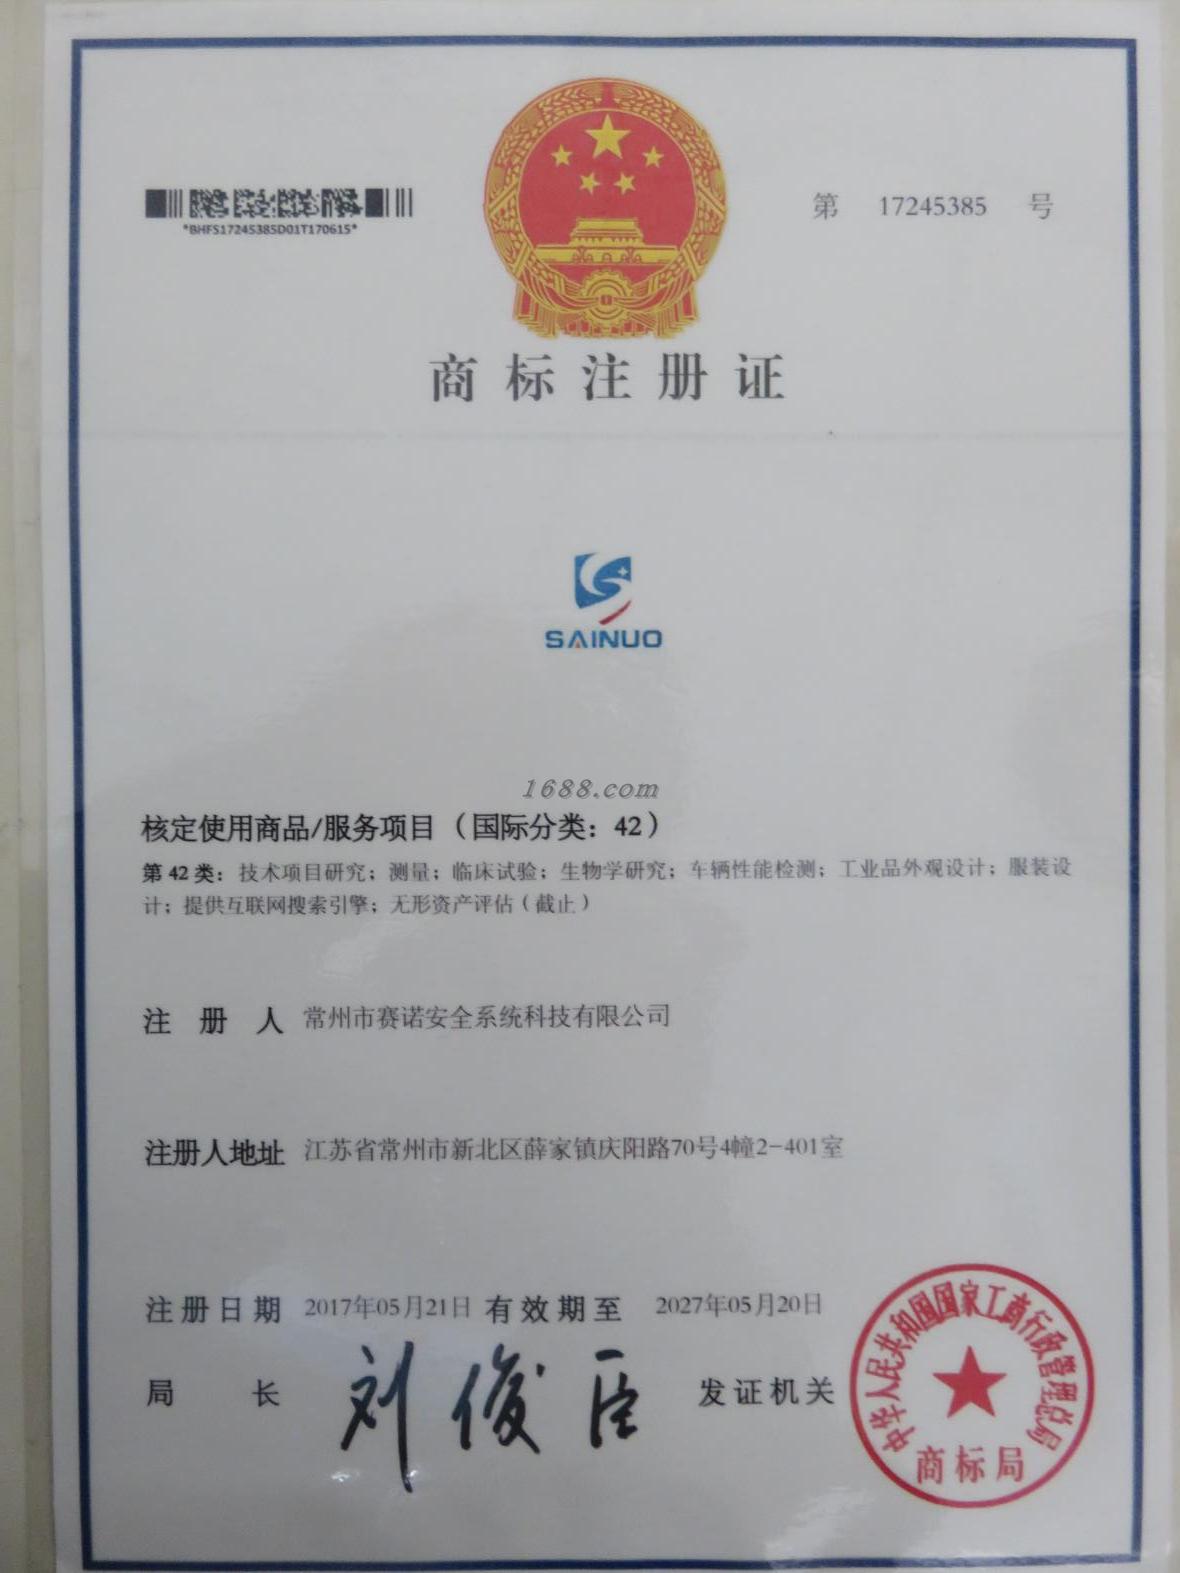 *BHFS17245385D01T170615*
第 17245385 号
商标注册证
SAINUO
1688.com
核定使用商品/服务项目（国际分类：42）
第42类：技术项目研究；测量；临床试验；生物学研究；车辆性能检测；工业品外观设计；服装设
计；提供互联网搜索引擎；无形资产评估（截止）
注册人 常州市赛诺安全系统科技有限公司
注册人地址 江苏省常州市新北区薛家镇庆阳路70号4幢2-401室
注册日期 2017年05月21日 有效期至 2027年05月20日
局长 刘俊臣 发证机关
中华人民共和国国家工商行政管理总局
商标局